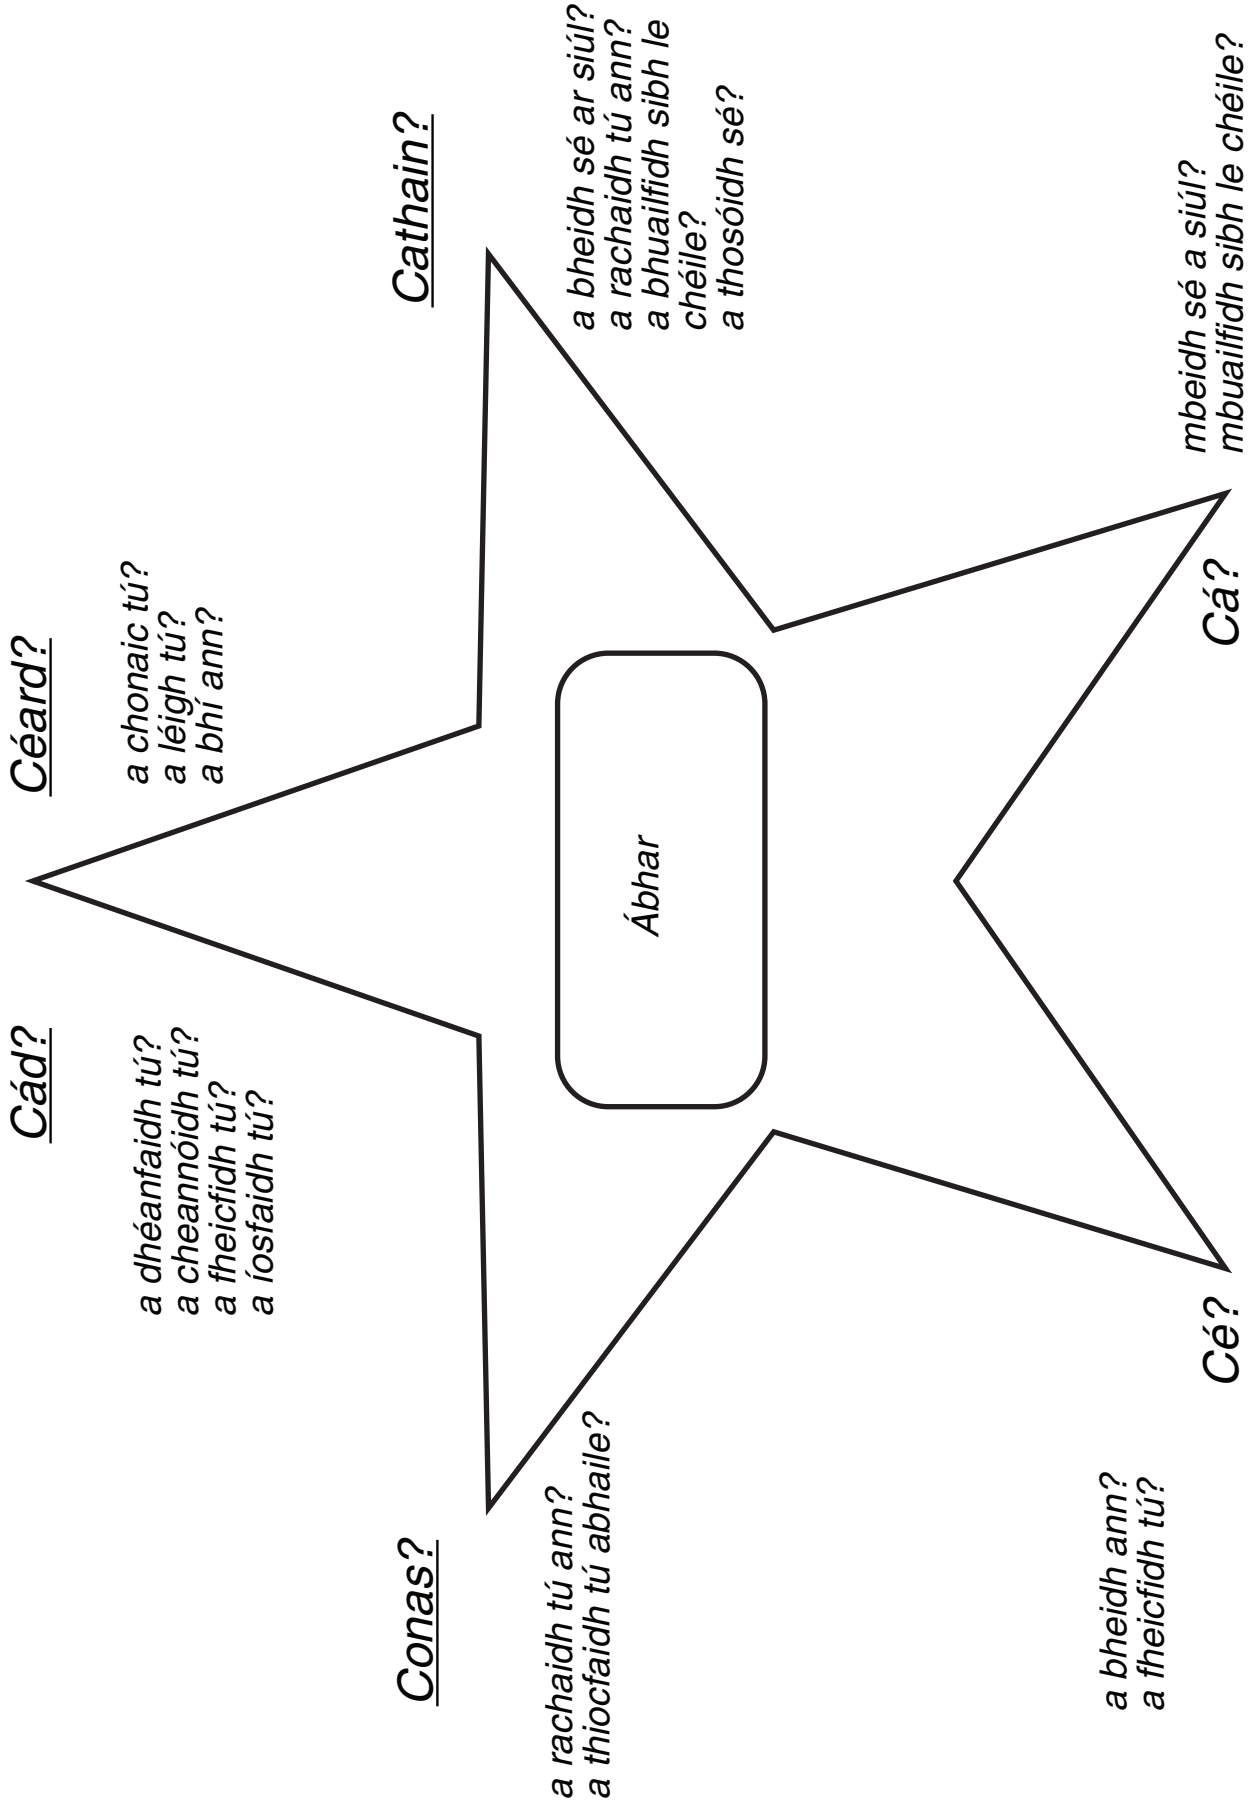 Cád?
a dhéanfaidh tú?
a cheannóidh tú?
a fheicfidh tú?
a íosfaidh tú?
Céard?
a chonaic tú?
a léigh tú?
a bhí ann?
Conas?
a rachaidh tú ann?
a thiocfaidh tú abhaile?
Cathain?
a bheidh sé ar siúl?
a rachaidh tú ann?
a bhuailfidh sibh le
chéile?
a thosóidh sé?
Ábhar
Cé?
a bheidh ann?
a fheicfidh tú?
Cá?
mbeidh sé a siúl?
mbuailfidh sibh le chéile?